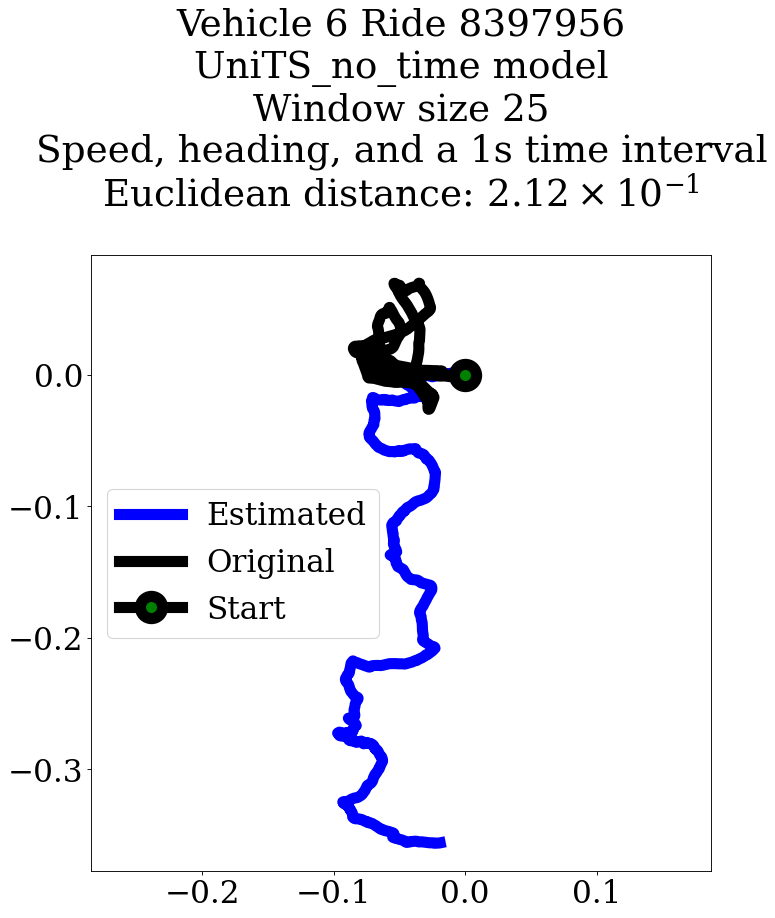 Vehicle 6 Ride 8397956
UniTS_no_time model
Window size 25
Speed, heading, and a 1s time interval
Euclidean distance: 2.12 × 10⁻¹
0.0
−0.1
Estimated
Original
Start
−0.2
−0.3
−0.2 −0.1 0.0 0.1